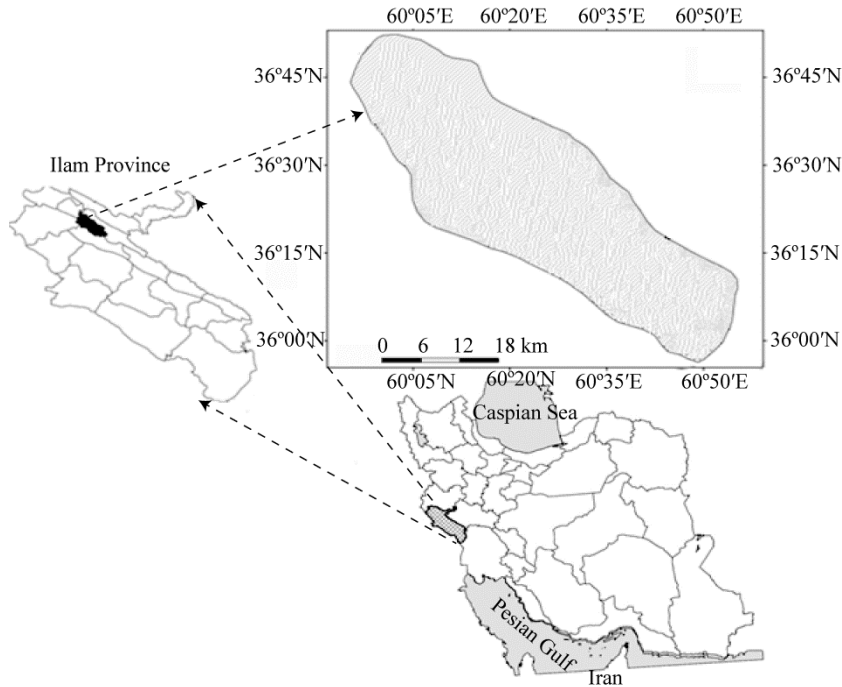 60º05′E 60º20′E 60º35′E 60º50′E
36º45′N 36º45′N
36º30′N 36º30′N
Ilam Province
36º15′N 36º15′N
36º00′N 36º00′N
0 6 12 18 km
60º05′N 60º20′N 60º35′E 60º50′E
Caspian Sea
Pesian Gulf
Iran